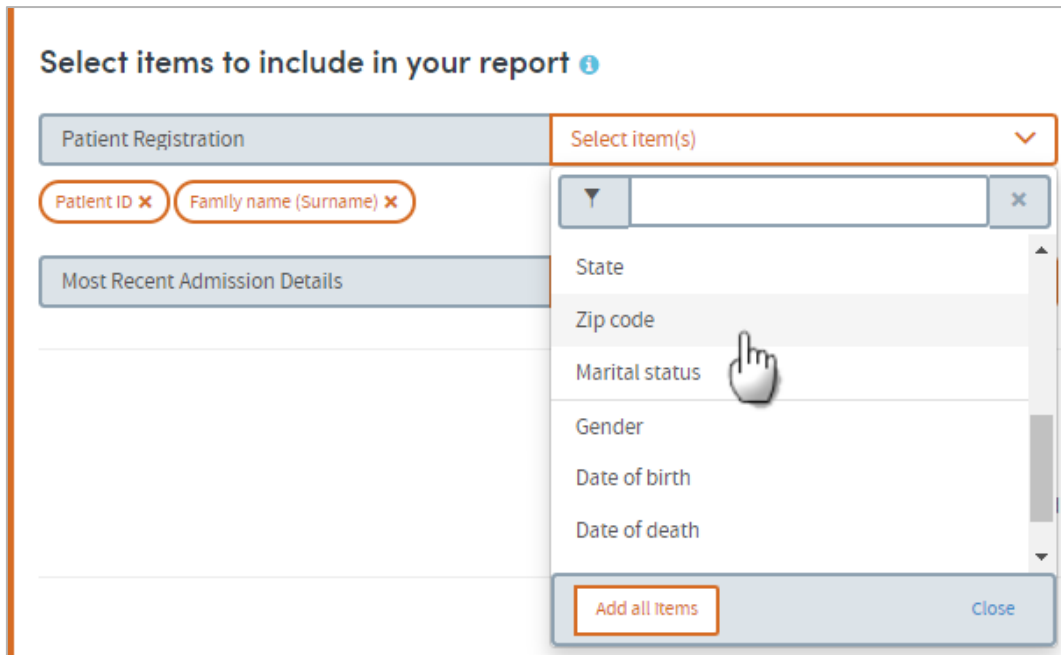 Select items to include in your report
Patient Registration
Select item(s)
Patient ID ×
Family name (Surname) ×
Most Recent Admission Details
State
Zip code
Marital status
Gender
Date of birth
Date of death
Add all items
Close